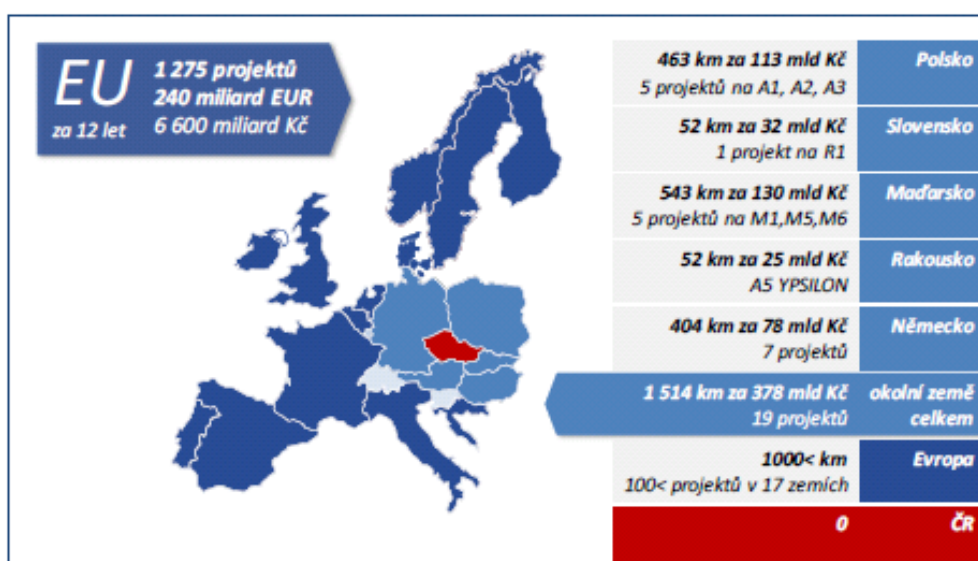 EU
za 12 let
1 275 projektů
240 miliard EUR
6 600 miliard Kč
463 km za 113 mld Kč
5 projektů na A1, A2, A3
Polsko
52 km za 32 mld Kč
1 projekt na R1
Slovensko
543 km za 130 mld Kč
5 projektů na M1,M5,M6
Maďarsko
52 km za 25 mld Kč
A5 YPSILON
Rakousko
404 km za 78 mld Kč
7 projektů
Německo
1 514 km za 378 mld Kč
19 projektů
okolní země
celkem
1000< km
100< projektů v 17 zemích
Evropa
0
ČR